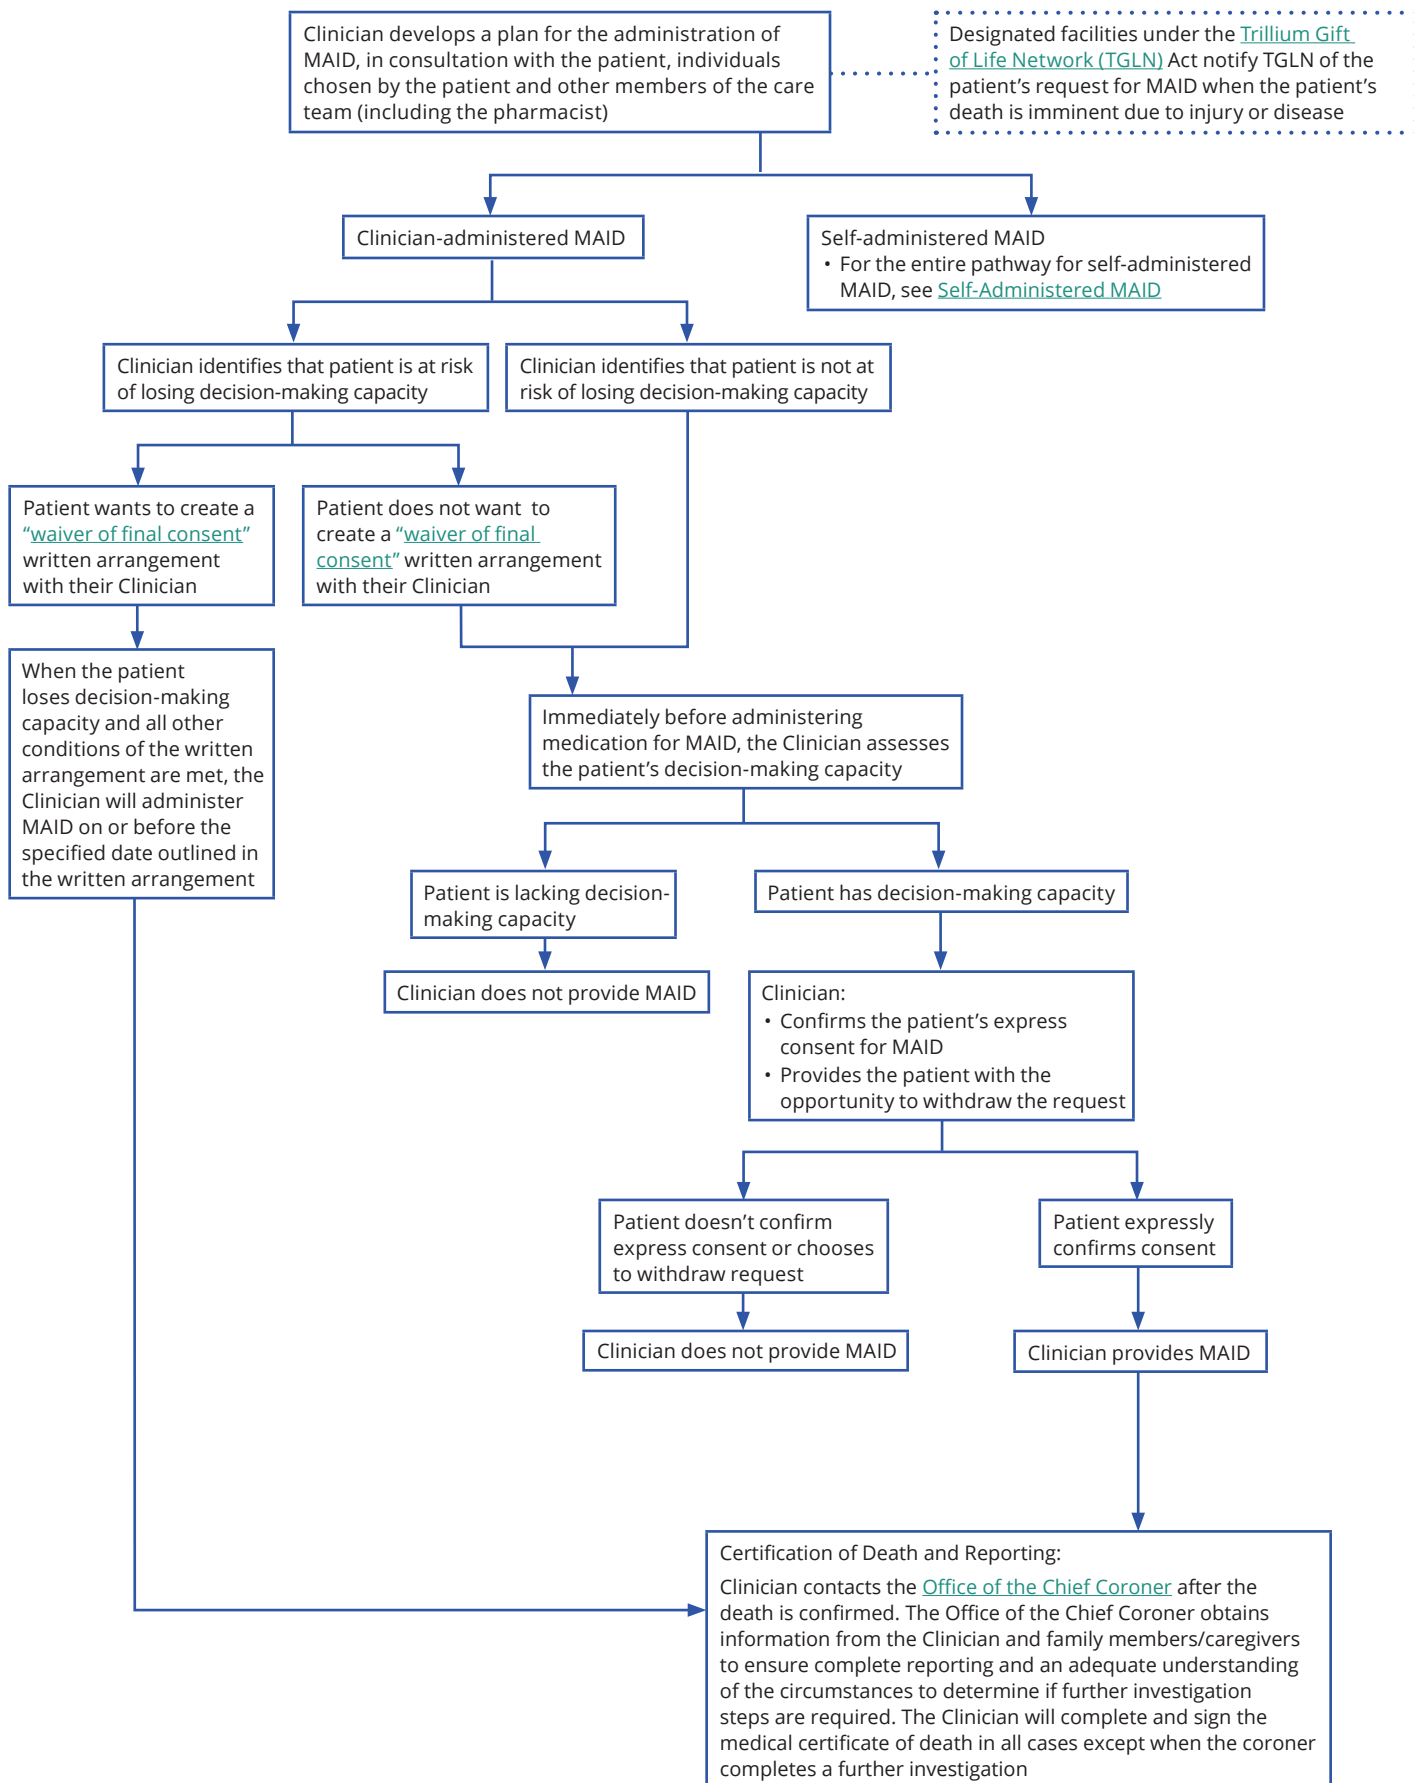 Clinician develops a plan for the administration of
MAID, in consultation with the patient, individuals
chosen by the patient and other members of the care
team (including the pharmacist)
Designated facilities under the Trillium Gift
of Life Network (TGLN) Act notify TGLN of the
patient’s request for MAID when the patient’s
death is imminent due to injury or disease
Clinician-administered MAID
Self-administered MAID
• For the entire pathway for self-administered
MAID, see Self-Administered MAID
Clinician identifies that patient is at risk
of losing decision-making capacity
Clinician identifies that patient is not at
risk of losing decision-making capacity
Patient wants to create a
“waiver of final consent”
written arrangement
with their Clinician
Patient does not want to
create a “waiver of final
consent” written arrangement
with their Clinician
When the patient
loses decision-making
capacity and all other
conditions of the written
arrangement are met, the
Clinician will administer
MAID on or before the
specified date outlined in
the written arrangement
Immediately before administering
medication for MAID, the Clinician assesses
the patient’s decision-making capacity
Patient is lacking decision-
making capacity
Patient has decision-making capacity
Clinician does not provide MAID
Clinician:
• Confirms the patient’s express
consent for MAID
• Provides the patient with the
opportunity to withdraw the request
Patient doesn’t confirm
express consent or chooses
to withdraw request
Patient expressly
confirms consent
Clinician does not provide MAID
Clinician provides MAID
Certification of Death and Reporting:
Clinician contacts the Office of the Chief Coroner after the
death is confirmed. The Office of the Chief Coroner obtains
information from the Clinician and family members/caregivers
to ensure complete reporting and an adequate understanding
of the circumstances to determine if further investigation
steps are required. The Clinician will complete and sign the
medical certificate of death in all cases except when the coroner
completes a further investigation